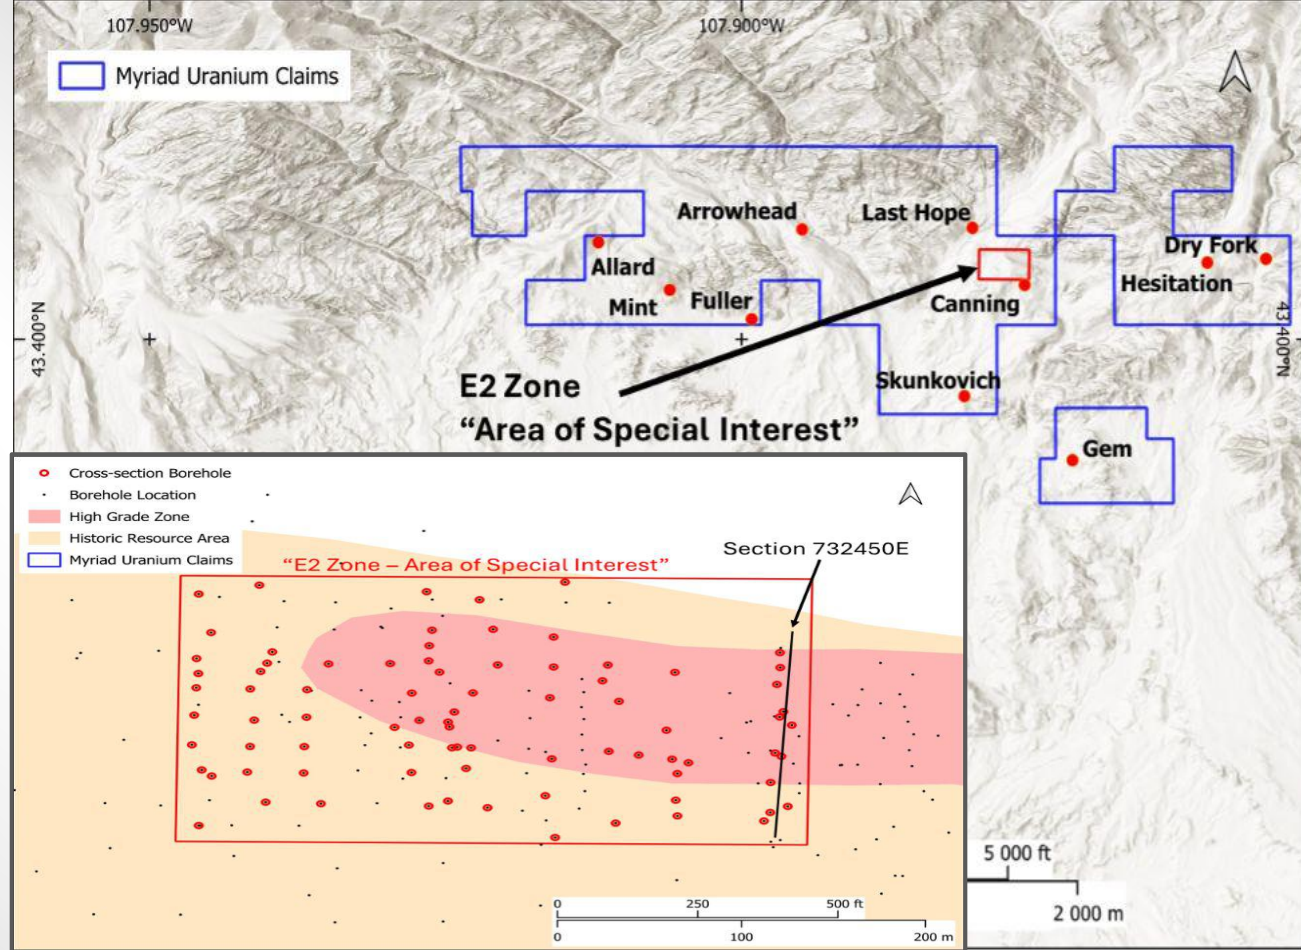 107.950°W
107.900°W
Myriad Uranium Claims
Arrowhead
Last Hope
Dry Fork
Allard
Hesitation
Mint
Fuller
Canning
43.400°N
43.400°N
E2 Zone
Skunkovich
“Area of Special Interest”
Gem
Cross-section Borehole
Borehole Location
High Grade Zone
Historic Resource Area
Myriad Uranium Claims
Section 732450E
“E2 Zone – Area of Special Interest”
5 000 ft
2 000 m
0 250 500 ft
0 100 200 m